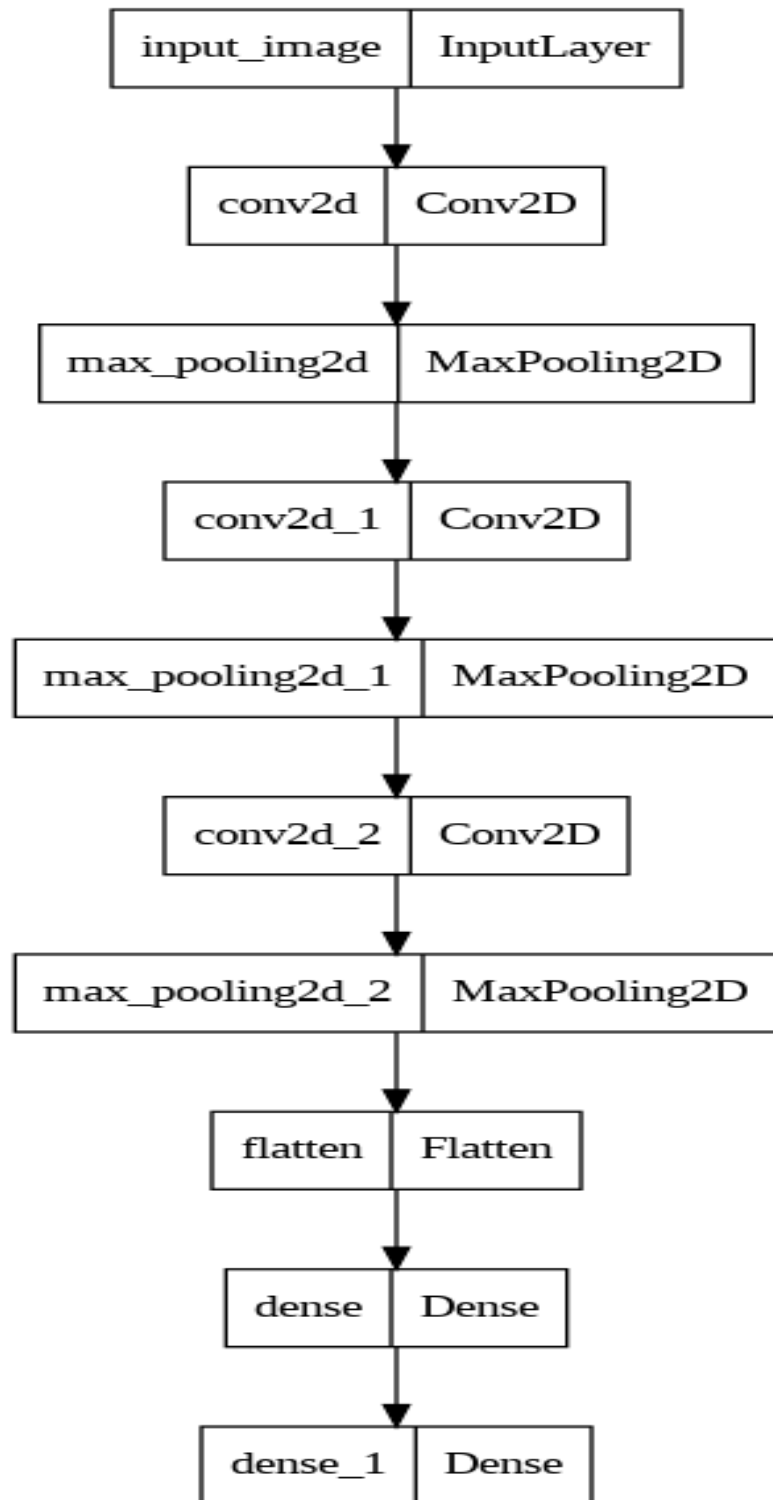 input_image InputLayer
conv2d Conv2D
max_pooling2d MaxPooling2D
conv2d_1 Conv2D
max_pooling2d_1 MaxPooling2D
conv2d_2 Conv2D
max_pooling2d_2 MaxPooling2D
flatten Flatten
dense Dense
dense_1 Dense